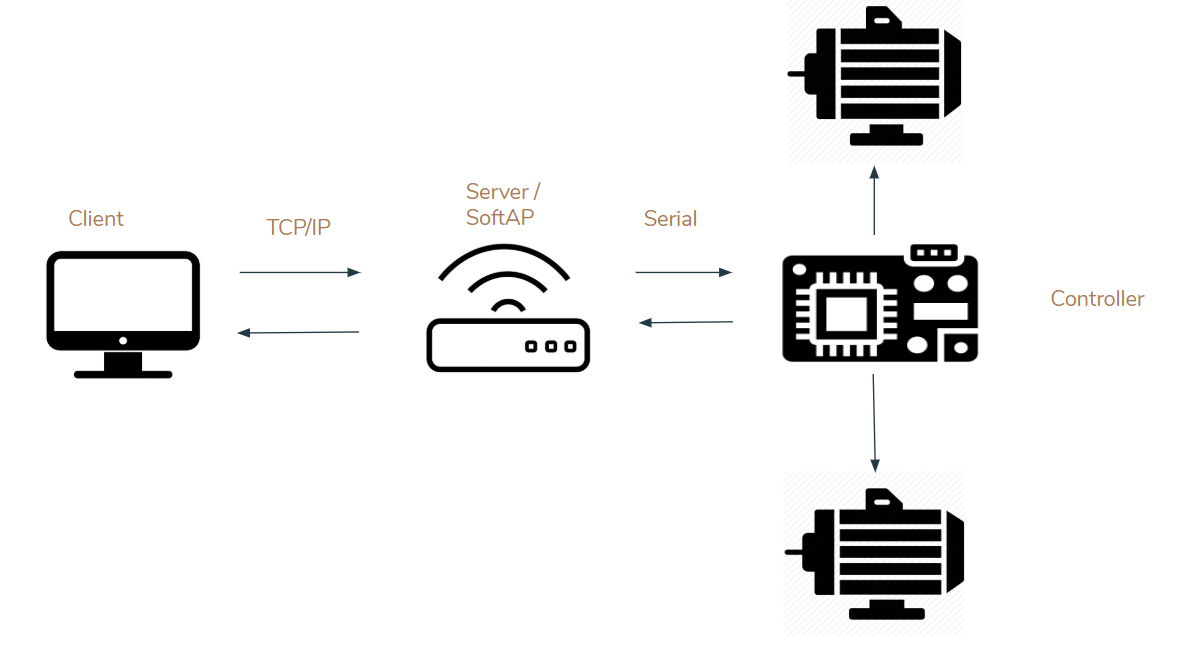 Client
TCP/IP
Server /
SoftAP
Serial
Controller